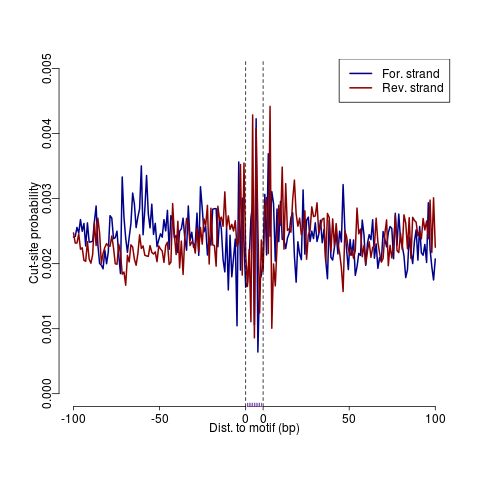 For. strand
Rev. strand
Cut-site probability
0.005
0.004
0.003
0.002
0.001
0.000
-100 -50 0 0 50 100
Dist. to motif (bp)